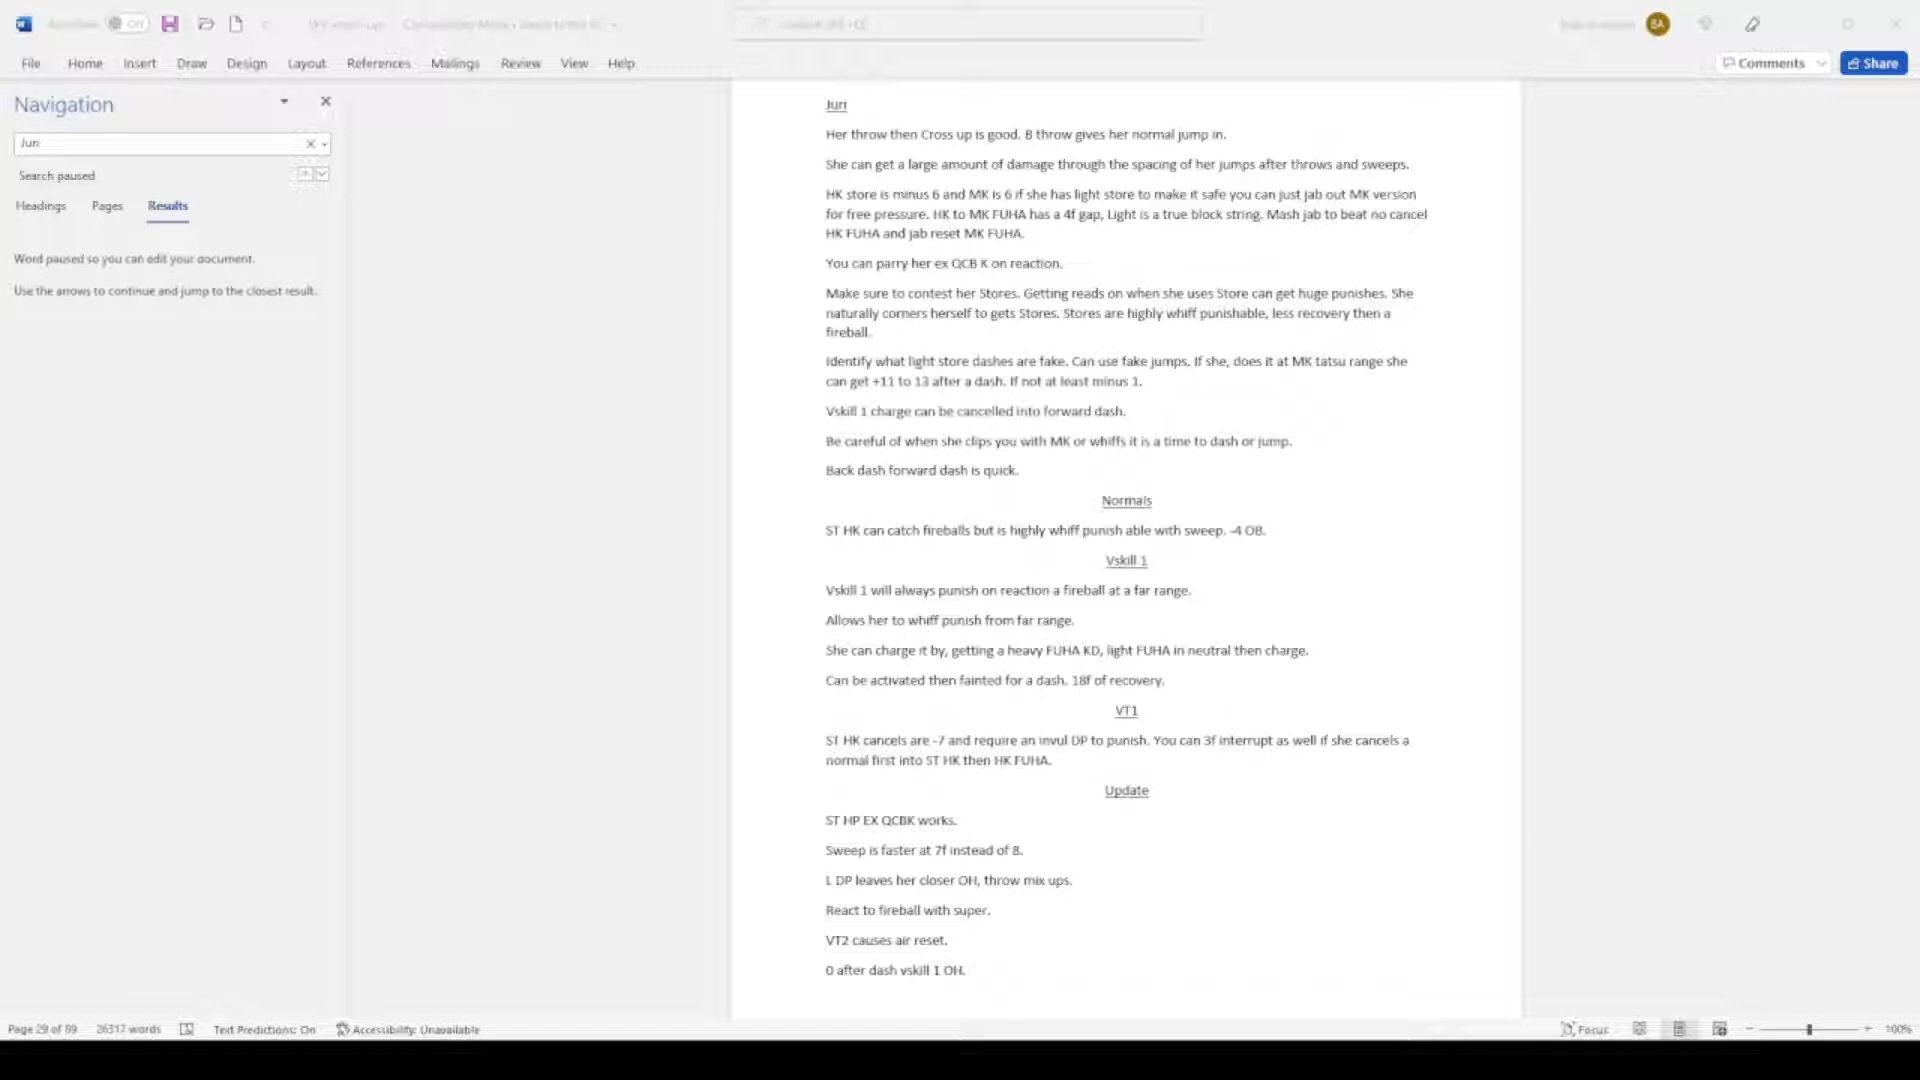 Off
BA
File Home Insert Draw Design Layout References Mailings Review View Help
Comments
Share
Navigation
Juri
Search paused
Headings Pages Results
Word paused so you can edit your document.
Use the arrows to continue and jump to the closest result.
Juri
Her throw then Cross up is good. B throw gives her normal jump in.
She can get a large amount of damage through the spacing of her jumps after throws and sweeps.
HK store is minus 6 and MK is 6 if she has light store to make it safe you can just jab out MK version
for free pressure. HK to MK FUHA has a 4f gap, Light is a true block string. Mash jab to beat no cancel
HK FUHA and jab reset MK FUHA.
You can parry her ex QCB K on reaction.
Make sure to contest her Stores. Getting reads on when she uses Store can get huge punishes. She
naturally corners herself to gets Stores. Stores are highly whiff punishable, less recovery then a
fireball.
Identify what light store dashes are fake. Can use fake jumps. If she, does it at MK tatsu range she
can get +11 to 13 after a dash. If not at least minus 1.
Vskill 1 charge can be cancelled into forward dash.
Be careful of when she clips you with MK or whiffs it is a time to dash or jump.
Back dash forward dash is quick.
Normals
ST HK can catch fireballs but is highly whiff punish able with sweep. -4 OB.
Vskill 1
Vskill 1 will always punish on reaction a fireball at a far range.
Allows her to whiff punish from far range.
She can charge it by, getting a heavy FUHA KD, light FUHA in neutral then charge.
Can be activated then fainted for a dash. 18f of recovery.
VT1
ST HK cancels are -7 and require an invul DP to punish. You can 3f interrupt as well if she cancels a
normal first into ST HK then HK FUHA.
Update
ST HP EX QCBK works.
Sweep is faster at 7f instead of 8.
L DP leaves her closer OH, throw mix ups.
React to fireball with super.
VT2 causes air reset.
0 after dash vskill 1 OH.
Page 29 of 89 26317 words Text Predictions: On Accessibility: Unavailable
Focus
100%